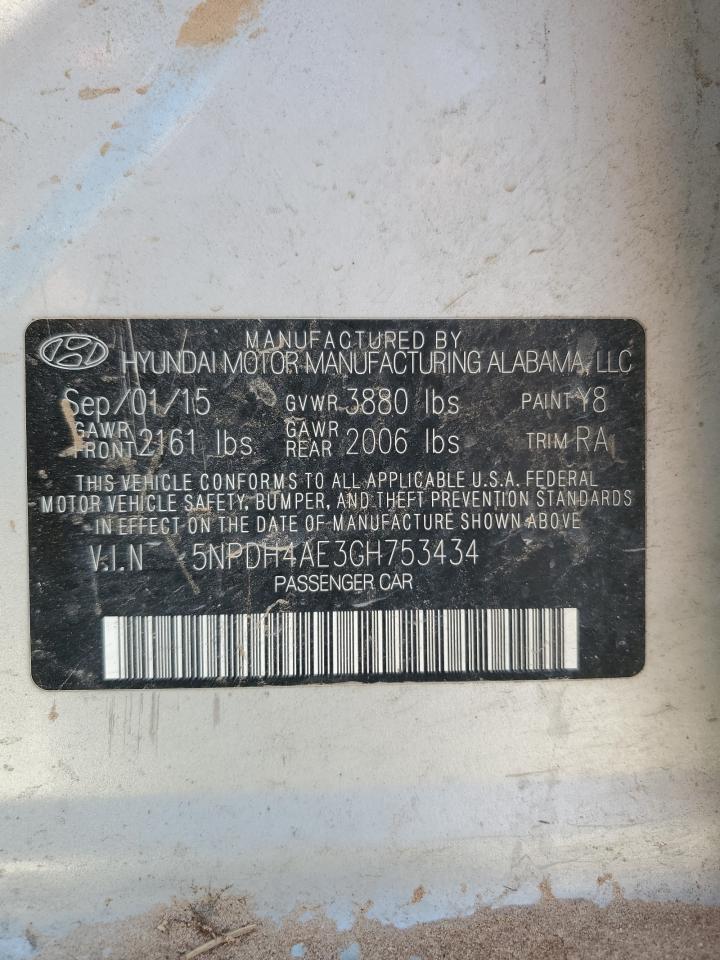 MANUFACTURED BY
HYUNDAI MOTOR MANUFACTURING ALABAMA, LLC
Sep/01/15 GVWR 3880 lbs PAINT Y8
GAWR FRONT 2161 lbs GAWR REAR 2006 lbs TRIM RA
THIS VEHICLE CONFORMS TO ALL APPLICABLE U.S.A. FEDERAL
MOTOR VEHICLE SAFETY, BUMPER, AND THEFT PREVENTION STANDARDS
IN EFFECT ON THE DATE OF MANUFACTURE SHOWN ABOVE
V.I.N 5NPDH4AE3GH753434
PASSENGER CAR